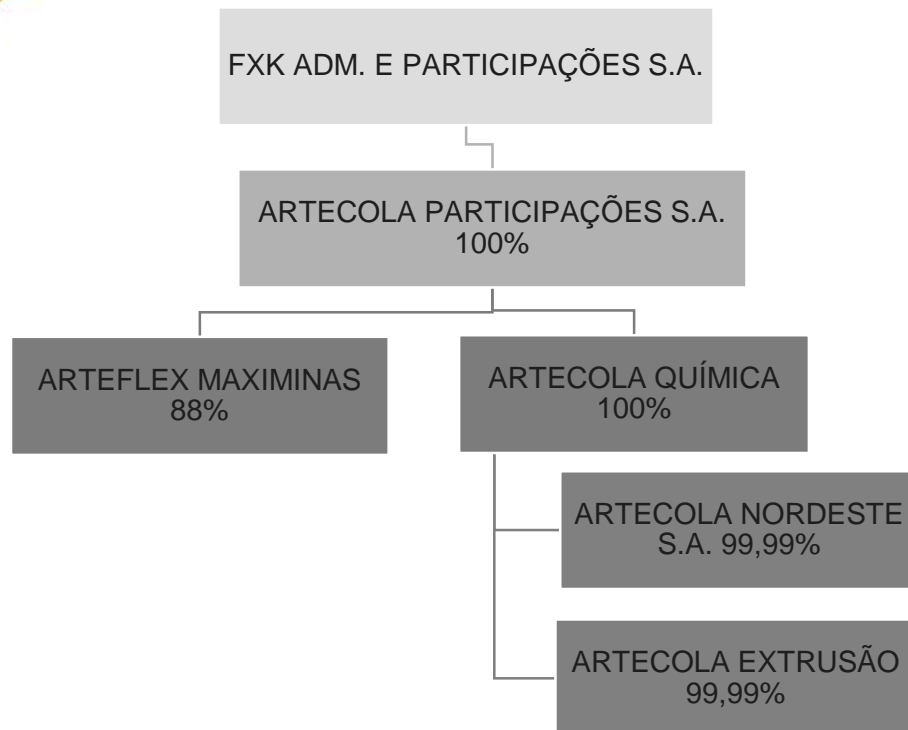 FXK ADM. E PARTICIPAÇÕES S.A.
ARTECOLA PARTICIPAÇÕES S.A.
100%
ARTEFLEX MAXIMINAS
88%
ARTECOLA QUÍMICA
100%
ARTECOLA NORDESTE
S.A. 99,99%
ARTECOLA EXTRUSÃO
99,99%